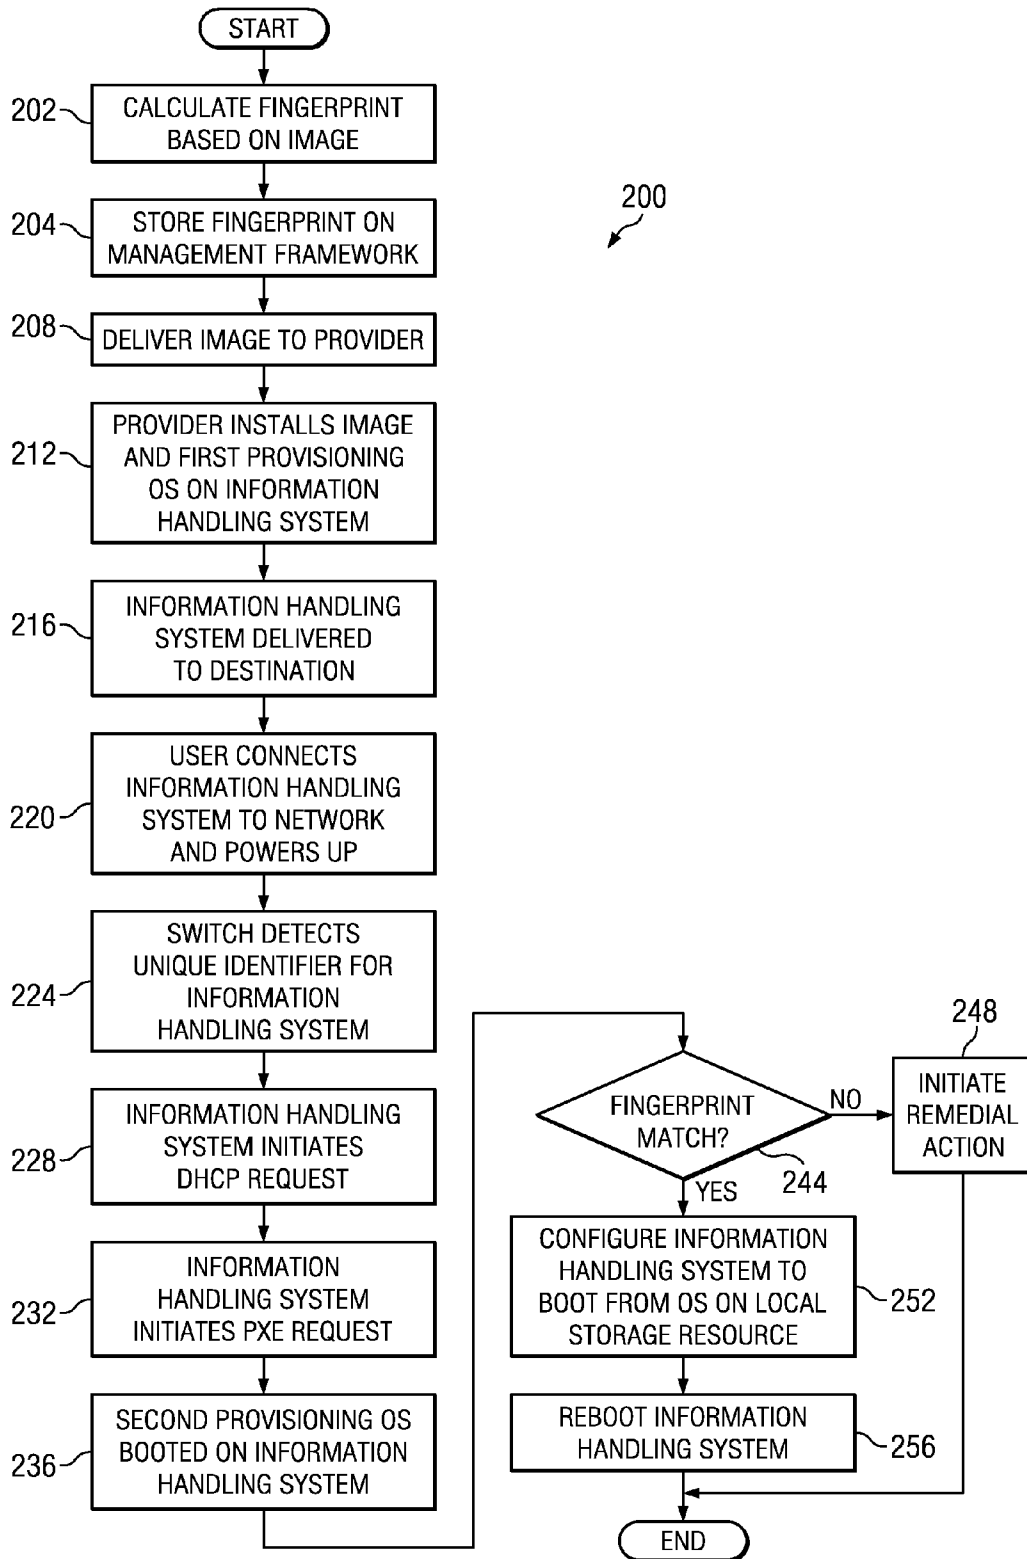 START
202
CALCULATE FINGERPRINT
BASED ON IMAGE
204
STORE FINGERPRINT ON
MANAGEMENT FRAMEWORK
200
208
DELIVER IMAGE TO PROVIDER
212
PROVIDER INSTALLS IMAGE
AND FIRST PROVISIONING
OS ON INFORMATION
HANDLING SYSTEM
216
INFORMATION HANDLING
SYSTEM DELIVERED
TO DESTINATION
220
USER CONNECTS
INFORMATION HANDLING
SYSTEM TO NETWORK
AND POWERS UP
224
SWITCH DETECTS
UNIQUE IDENTIFIER FOR
INFORMATION
HANDLING SYSTEM
228
INFORMATION HANDLING
SYSTEM INITIATES
DHCP REQUEST
232
INFORMATION
HANDLING SYSTEM
INITIATES PXE REQUEST
236
SECOND PROVISIONING OS
BOOTED ON INFORMATION
HANDLING SYSTEM
FINGERPRINT
MATCH?
244
NO
248
INITIATE
REMEDIAL
ACTION
YES
CONFIGURE INFORMATION
HANDLING SYSTEM TO
BOOT FROM OS ON LOCAL
STORAGE RESOURCE
252
REBOOT INFORMATION
HANDLING SYSTEM
256
END